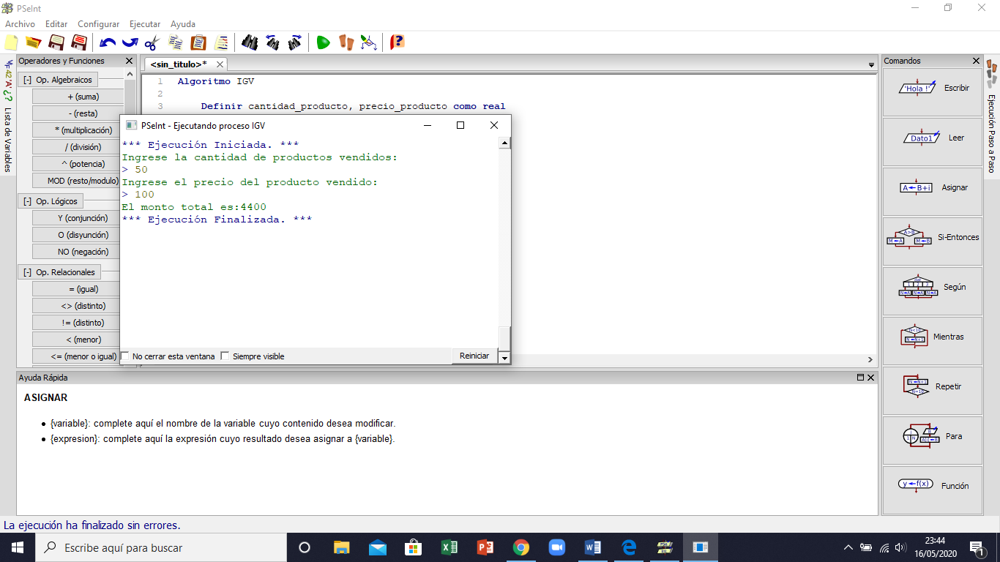 PSeInt
Archivo Editar Configurar Ejecutar Ayuda
Operadores y Funciones
[-] Op. Algebraicos
+ (suma)
- (resta)
* (multiplicación)
/ (división)
^ (potencia)
MOD (resto/modulo)
[-] Op. Lógicos
Y (conjunción)
O (disyunción)
NO (negación)
[-] Op. Relacionales
= (igual)
<> (distinto)
!= (distinto)
< (menor)
<= (menor o igual)
42 'A' ¿? Lista de Variables
<sin_titulo>*
1 Algoritmo IGV
2
3 Definir cantidad_producto, precio_producto como real
PSeInt - Ejecutando proceso IGV
*** Ejecución Iniciada. ***
Ingrese la cantidad de productos vendidos:
> 50
Ingrese el precio del producto vendido:
> 100
El monto total es:4400
*** Ejecución Finalizada. ***
No cerrar esta ventana Siempre visible Reiniciar
Comandos
'Hola !' Escribir
Dato1 Leer
A B+i Asignar
A>B M A M B Si-Entonces
Según
Mientras
Repetir
Para
y f(x) Función
Ejecución Paso a Paso
Ayuda Rápida
ASIGNAR
• {variable}: complete aquí el nombre de la variable cuyo contenido desea modificar.
• {expresion}: complete aquí la expresión cuyo resultado desea asignar a {variable}.
La ejecución ha finalizado sin errores.
Escribe aquí para buscar
23:44
16/05/2020
1